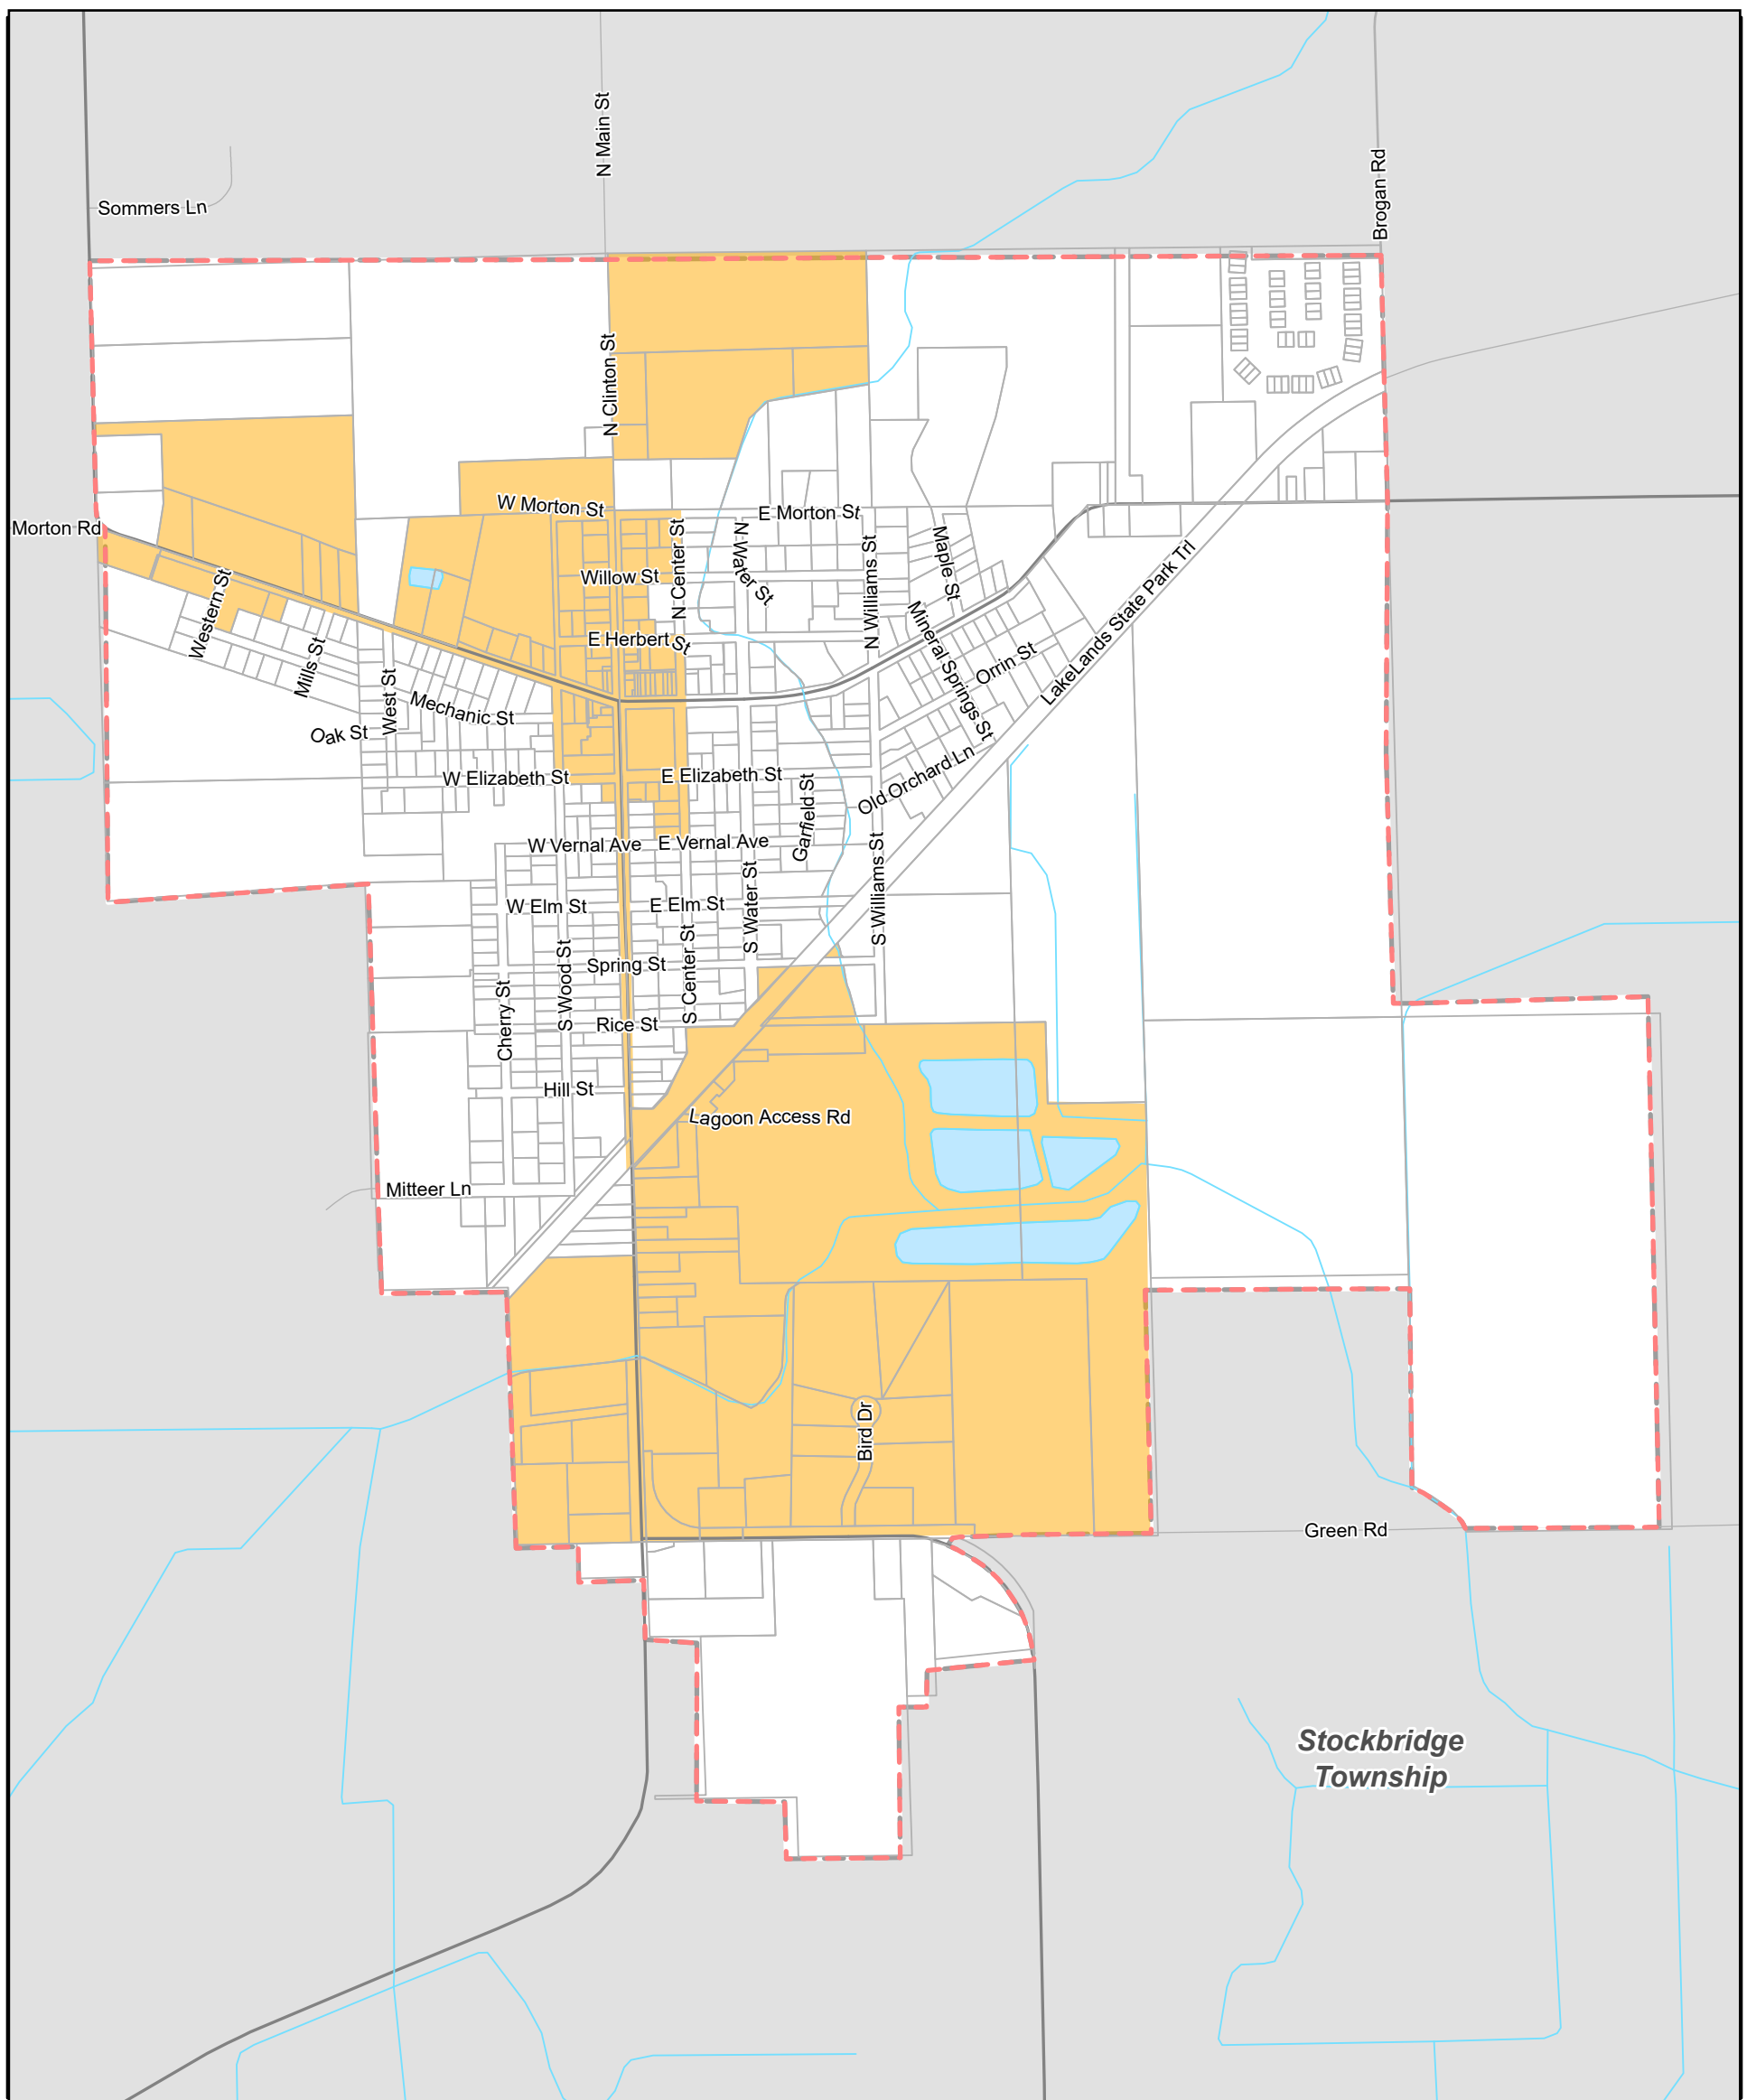 N Main St
Brogan Rd
Sommers Ln
N Clinton St
W Morton St
E Morton St
Morton Rd
N Center St
N Water St
Maple St
N Williams St
Willow St
Western St
LakeLands State Park Trl
E Herbert St
Mineral Springs St
Mills St
Orrin St
West St
Mechanic St
Oak St
W Elizabeth St
E Elizabeth St
Old Orchard Ln
Garfield St
W Vernal Ave
E Vernal Ave
S Williams St
S Water St
W Elm St
E Elm St
S Wood St
S Center St
Spring St
Cherry St
Rice St
Hill St
Lagoon Access Rd
Mitteer Ln
Bird Dr
Green Rd
Stockbridge
Township